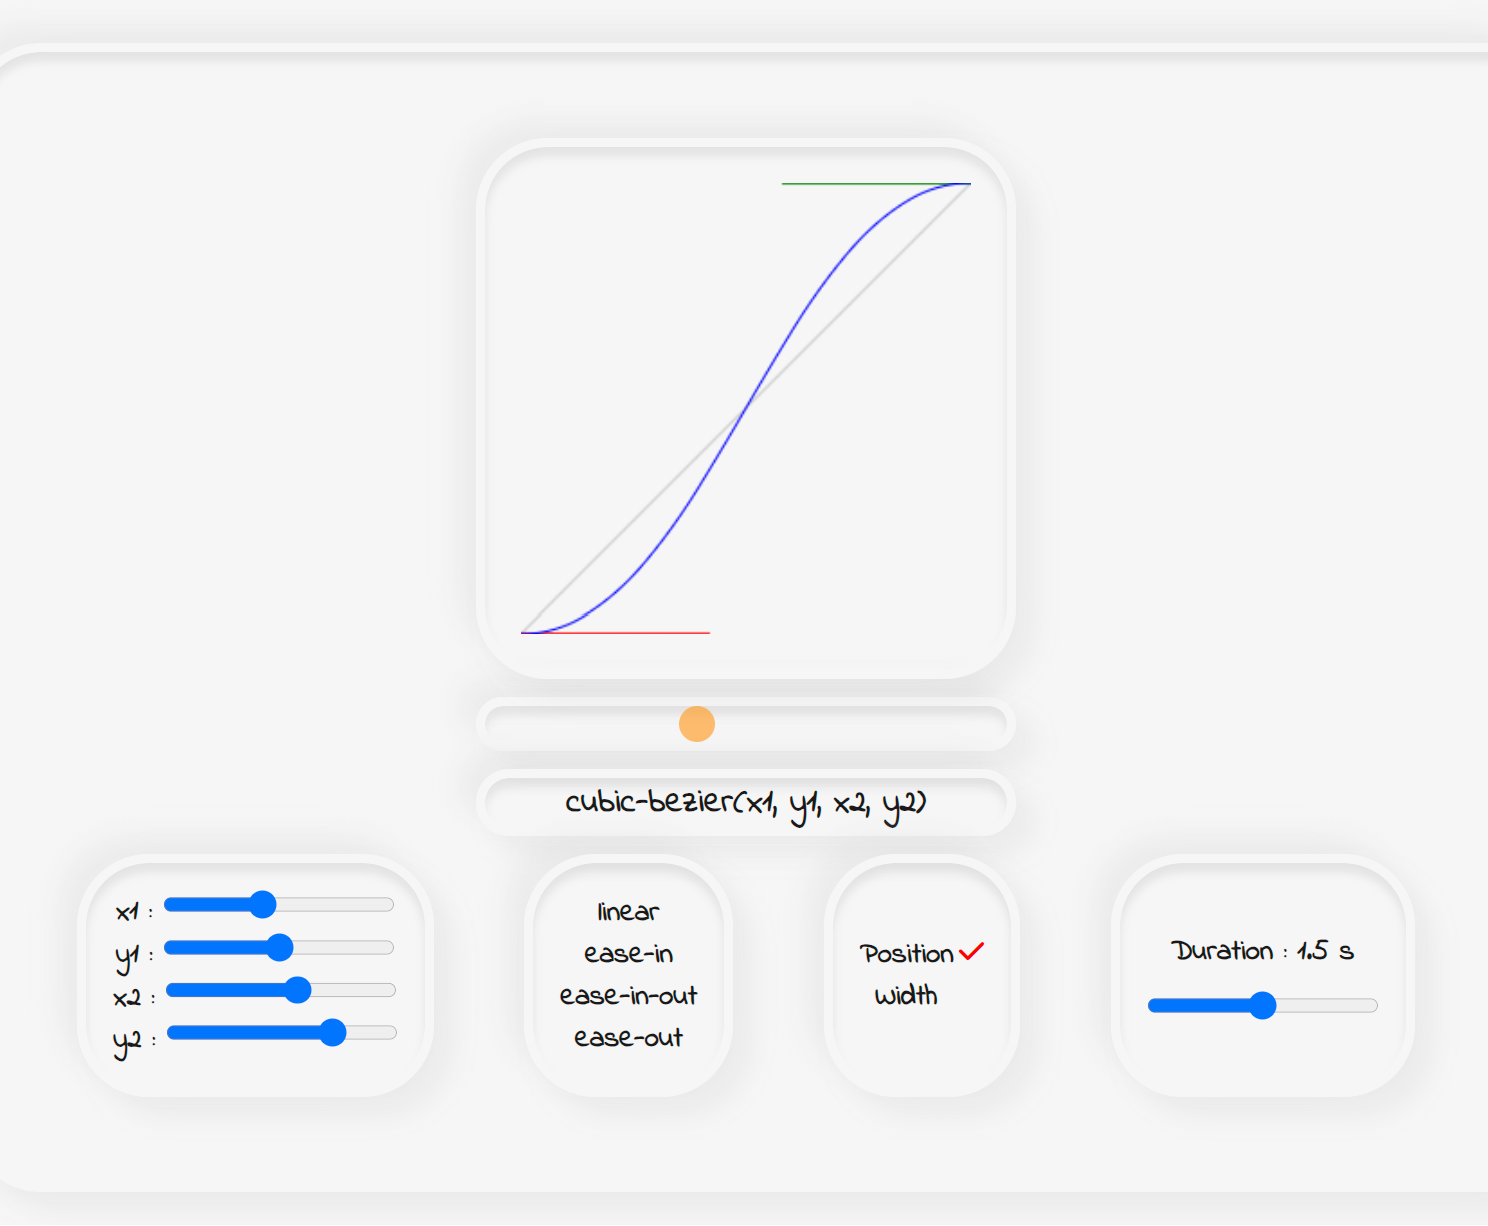 cubic-bezier(x1, y1, x2, y2)
x1 :
y1 :
x2 :
y2 :
linear
ease-in
ease-in-out
ease-out
Position
Width
Duration : 1.5 s